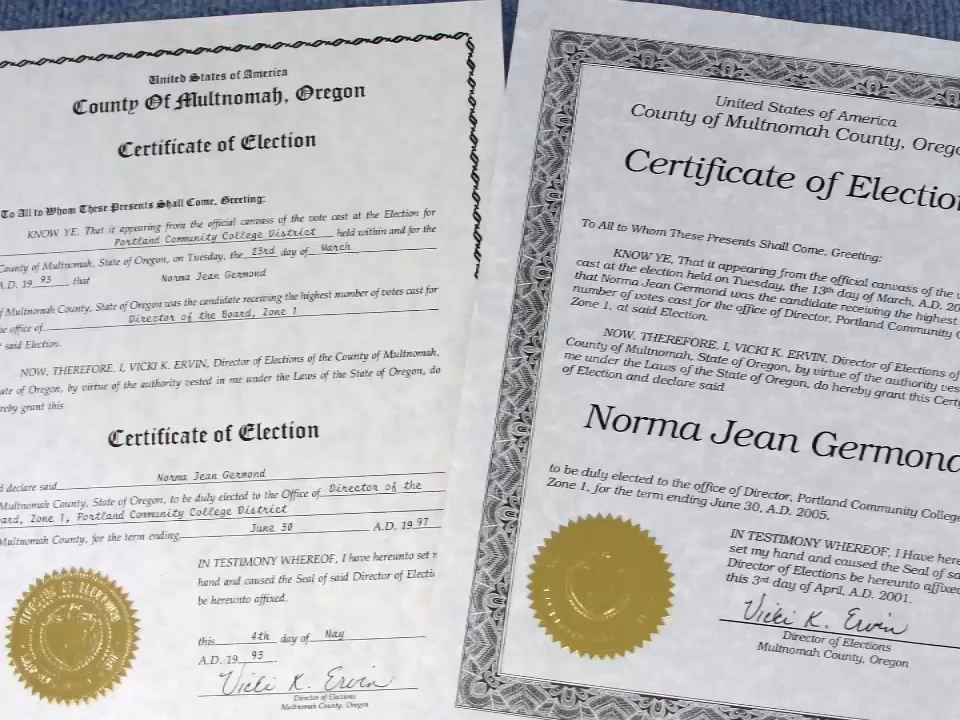 United States of America
County Of Multnomah, Oregon
Certificate of Election
To All to Whom These Presents Shall Come, Greeting:
KNOW YE, That it appearing from the official canvass of the vote cast at the Election for
Portland Community College District held within and for the
County of Multnomah, State of Oregon, on Tuesday, the 23rd day of March
A.D. 19 93, that Norma Jean Germond
Multnomah County, State of Oregon was the candidate receiving the highest number of votes cast for
office of Director of the Board, Zone 1
said Election.
NOW, THEREFORE, I, VICKI K. ERVIN, Director of Elections of the County of Multnomah,
of Oregon, by virtue of the authority vested in me under the Laws of the State of Oregon, do
grant this
Certificate of Election
declare said Norma Jean Germond
Multnomah County, State of Oregon, to be duly elected to the Office of Director of the
Zone 1, Portland Community College District
Multnomah County, for the term ending June 30 A.D. 19 97
IN TESTIMONY WHEREOF, I have hereunto set
hand and caused the Seal of said Director of
be hereunto affixed.
this 4th day of May
A.D. 19 93
Vicki K. Ervin
Director of Elections
Multnomah County, Oregon
United States of America
County of Multnomah County,
Certificate of
To All to Whom These Presents Shall Come, Greeting:
KNOW YE, That it appearing from the official canvass of the
cast at the election held on Tuesday, the 13th day of March, A.D.
that Norma Jean Germond was the candidate receiving the highest
number of votes cast for the office of Director, Portland Community
Zone 1, at said Election.
NOW, THEREFORE, I, VICKI K. ERVIN, Director of Elections of
County of Multnomah, State of Oregon, by virtue of the authority
me under the Laws of the State of Oregon, do hereby grant this
of Election and declare said
Norma Jean Germond
to be duly elected to the office of Director, Portland Community College
Zone 1, for the term ending June 30, A.D. 2005.
IN TESTIMONY WHEREOF, I Have
set my hand and caused the Seal of
Director of Elections be hereunto affixed
this 3rd day of April, A.D. 2001.
Vicki K. Ervin
Director of Elections
Multnomah County, Oregon